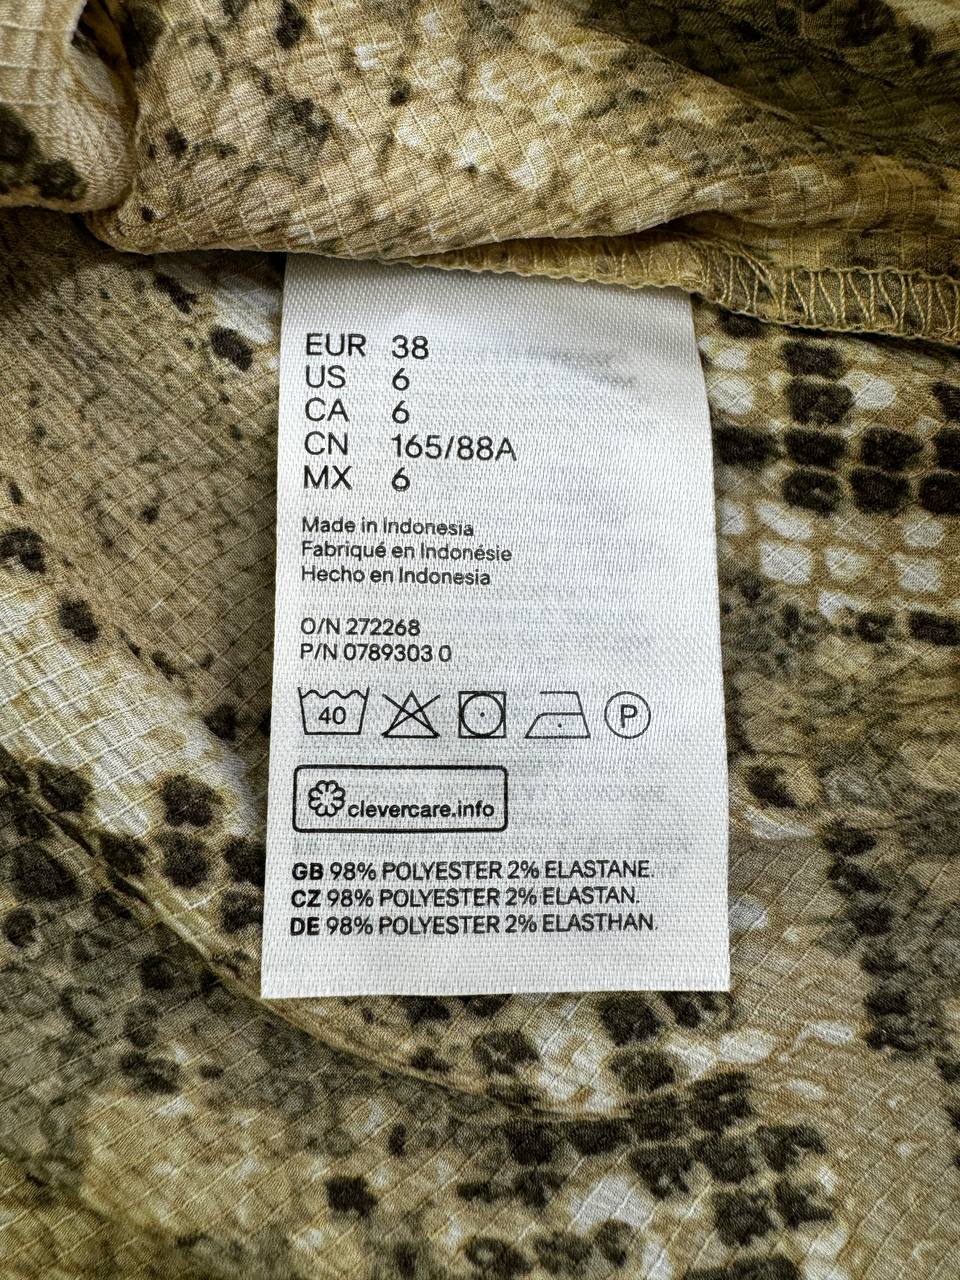 EUR 38
US 6
CA 6
CN 165/88A
MX 6
Made in Indonesia
Fabriqué en Indonésie
Hecho en Indonesia
O/N 272268
P/N 0789303 0
40 P
clevercare.info
GB 98% POLYESTER 2% ELASTANE.
CZ 98% POLYESTER 2% ELASTAN.
DE 98% POLYESTER 2% ELASTHAN.